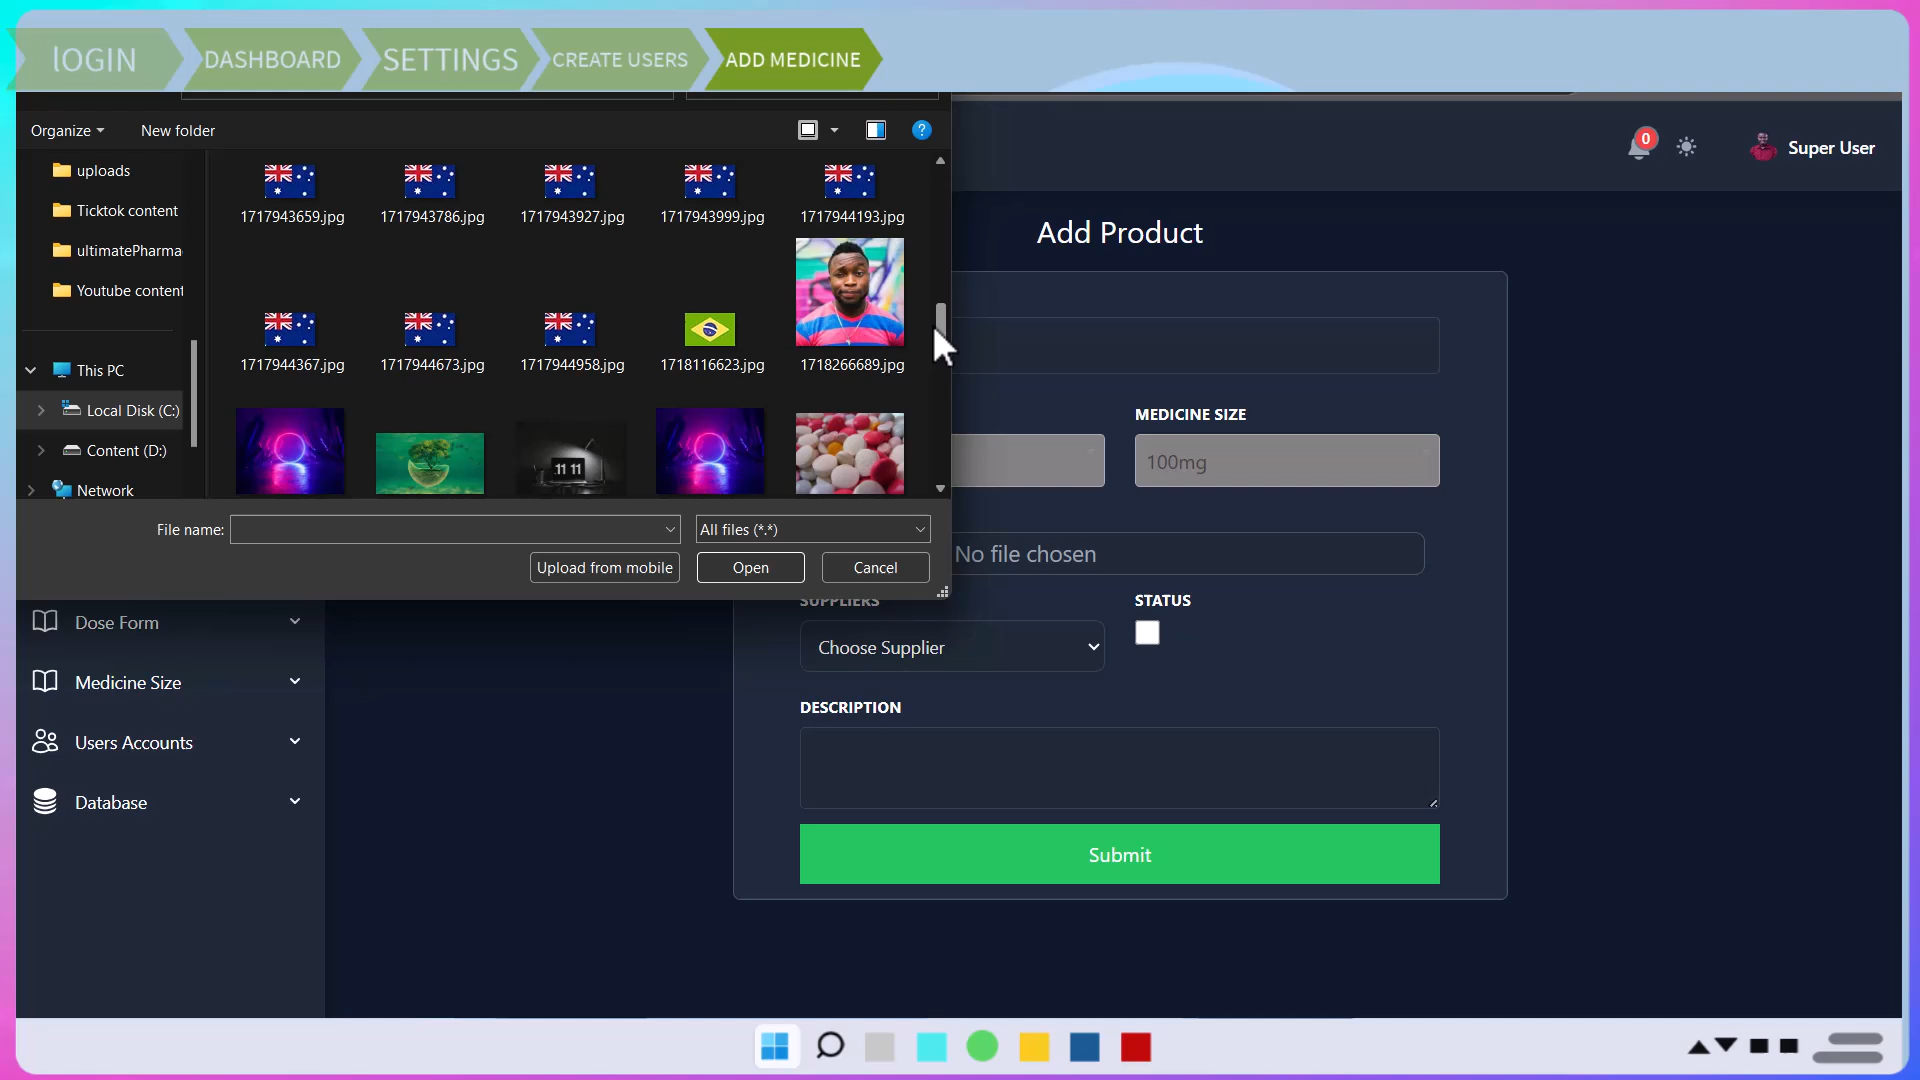 lOGIN DASHBOARD SETTINGS CREATE USERS ADD MEDICINE
Organize New folder ?
0 Super User
uploads
Ticktok content
ultimatePharma
Youtube content
This PC
Local Disk (C:)
Content (D:)
Network
1717943659.jpg 1717943786.jpg 1717943927.jpg 1717943999.jpg 1717944193.jpg
1717944367.jpg 1717944673.jpg 1717944958.jpg 1718116623.jpg 1718266689.jpg
11 11
File name: All files (*.*)
Upload from mobile Open Cancel
Add Product
MEDICINE SIZE
100mg
No file chosen
SUPPLIERS STATUS
Choose Supplier
DESCRIPTION
Submit
Dose Form
Medicine Size
Users Accounts
Database